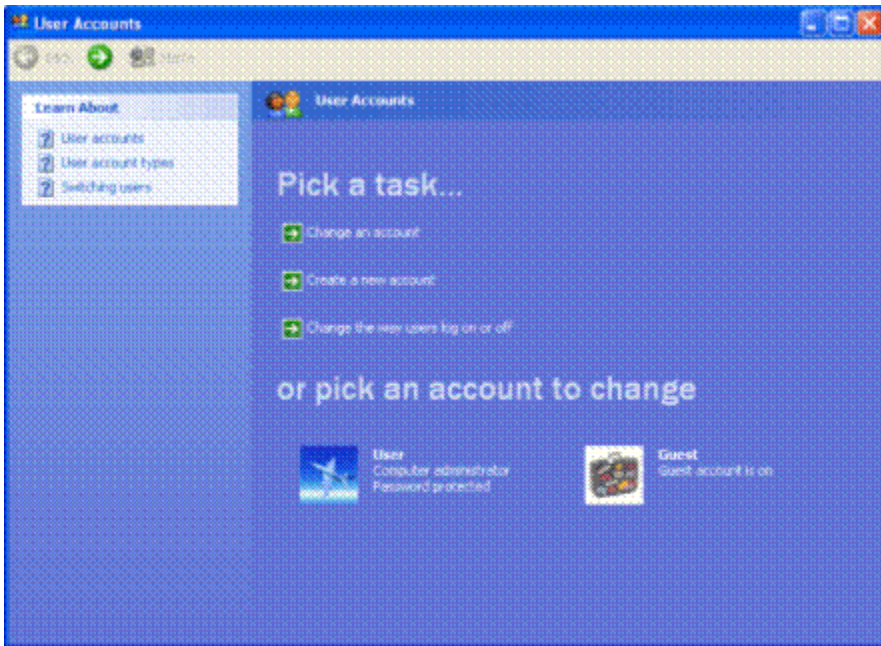 User Accounts
Back Home
Learn About
User accounts
User account types
Switching users
User Accounts
Pick a task...
Change an account
Create a new account
Change the way users log on or off
or pick an account to change
User
Computer administrator
Password protected
Guest
Guest account is on